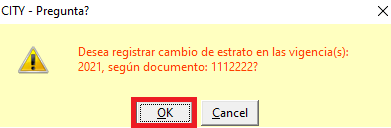 CITY - Pregunta?
Desea registrar cambio de estrato en las vigencia(s):
2021, según documento: 1112222?
OK
Cancel